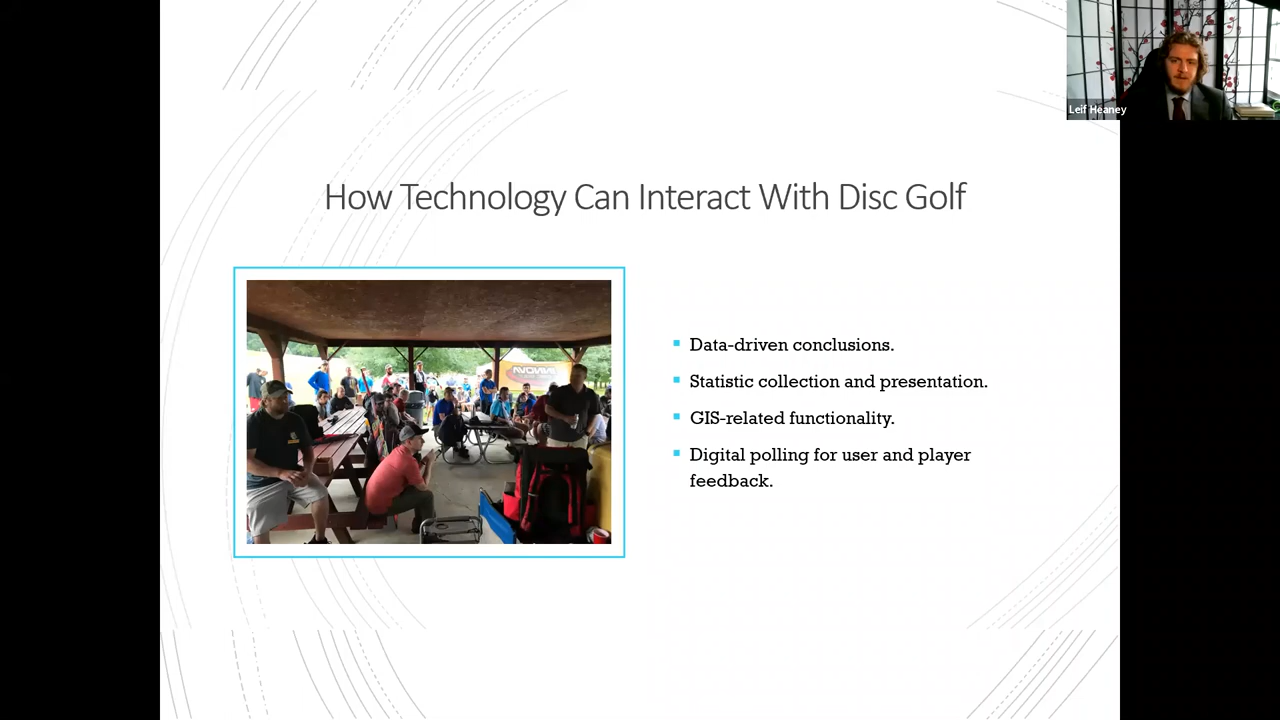 Leif Heaney
How Technology Can Interact With Disc Golf
Data-driven conclusions.
Statistic collection and presentation.
GIS-related functionality.
Digital polling for user and player
feedback.